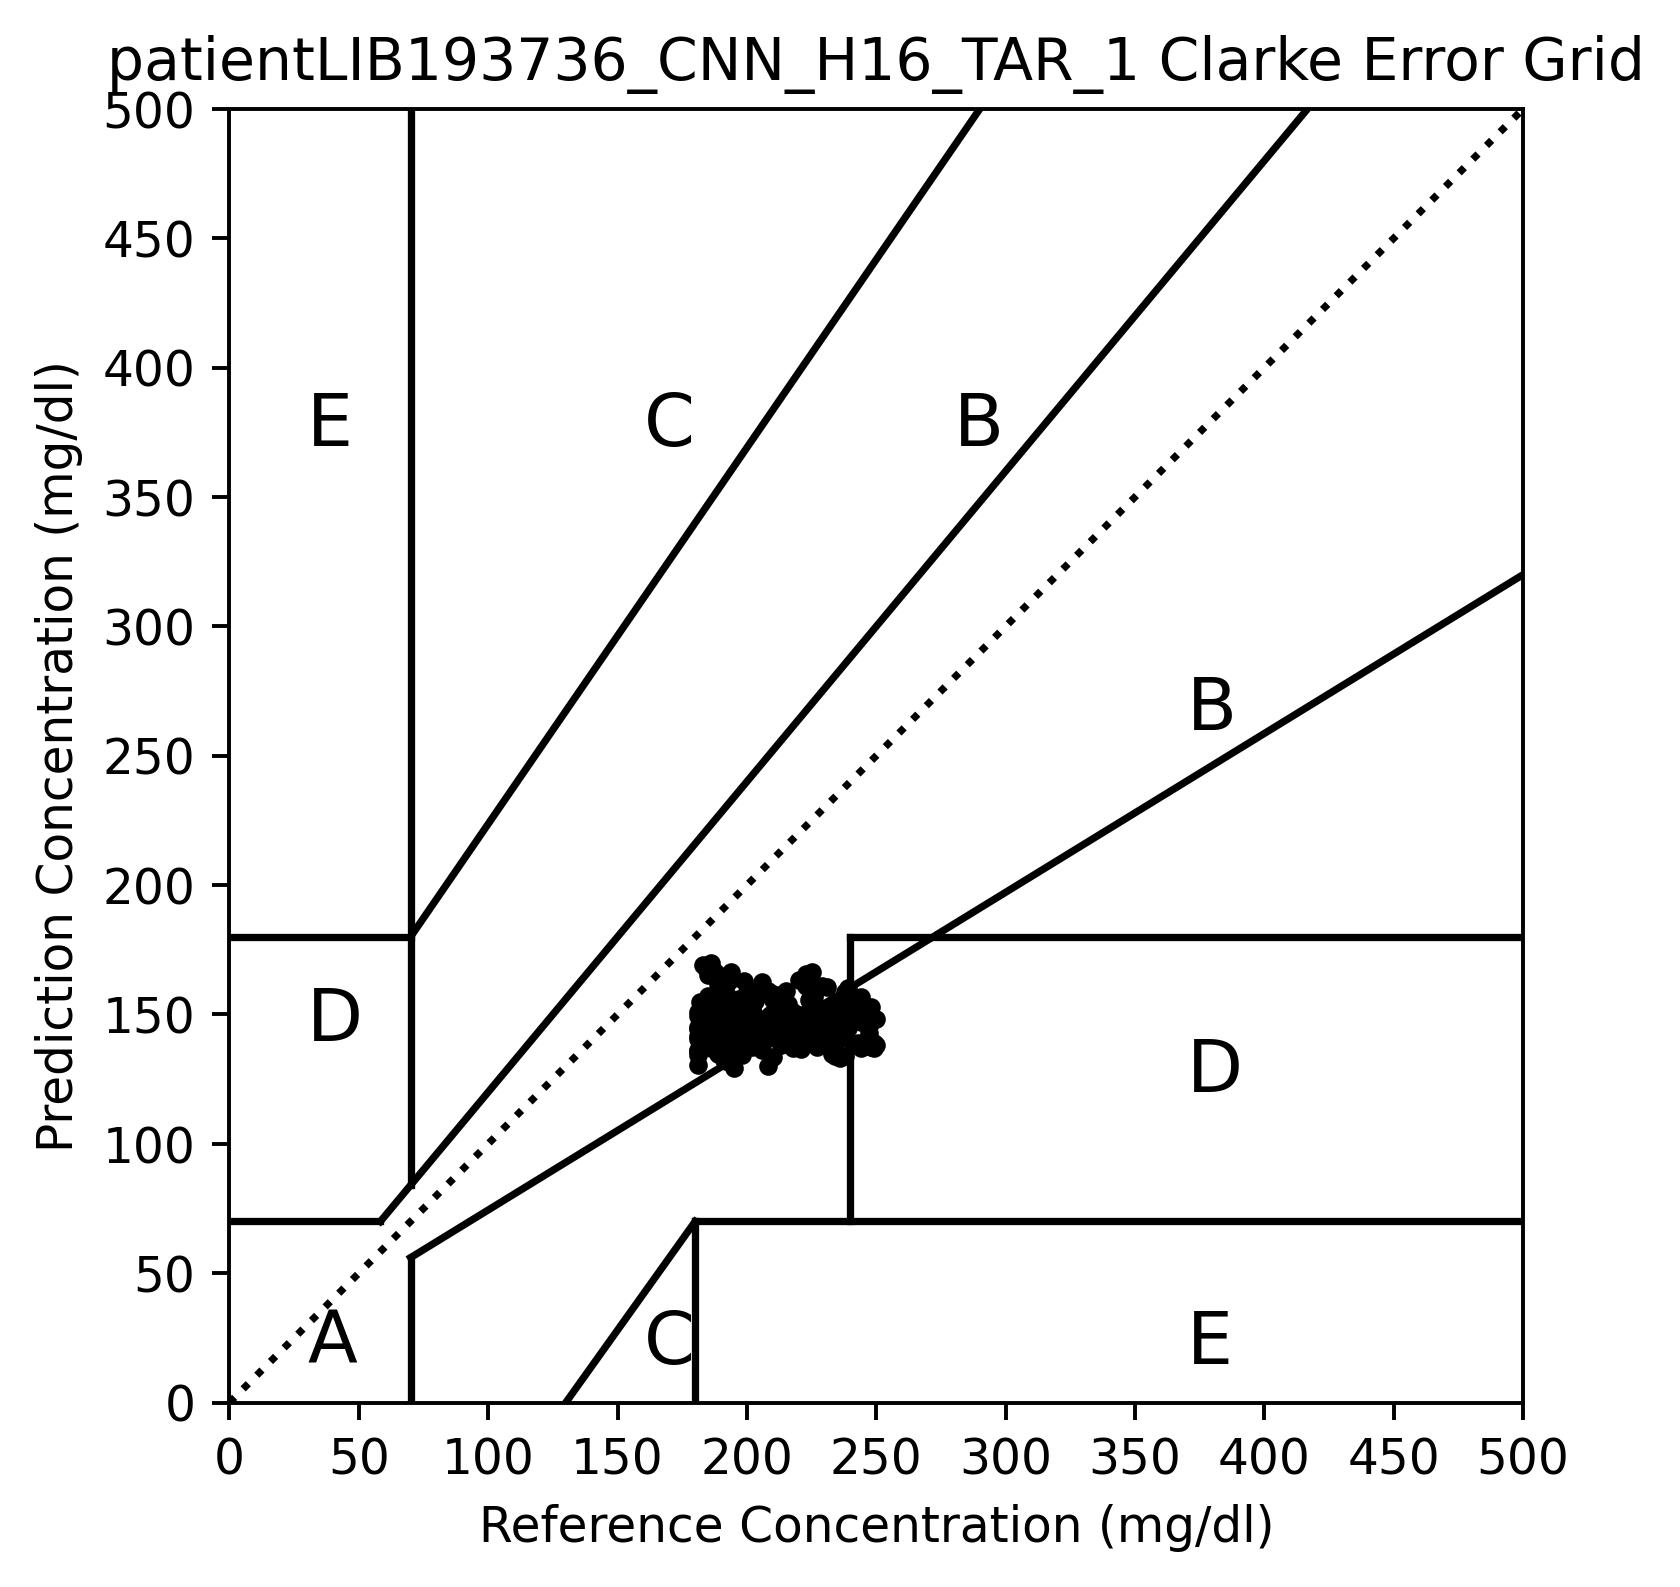 patientLIB193736_CNN_H16_TAR_1 Clarke Error Grid
500
450
400
350
300
250
200
150
100
50
0
Prediction Concentration (mg/dl)
E
C
B
B
D
D
A
C
E
0 50 100 150 200 250 300 350 400 450 500
Reference Concentration (mg/dl)